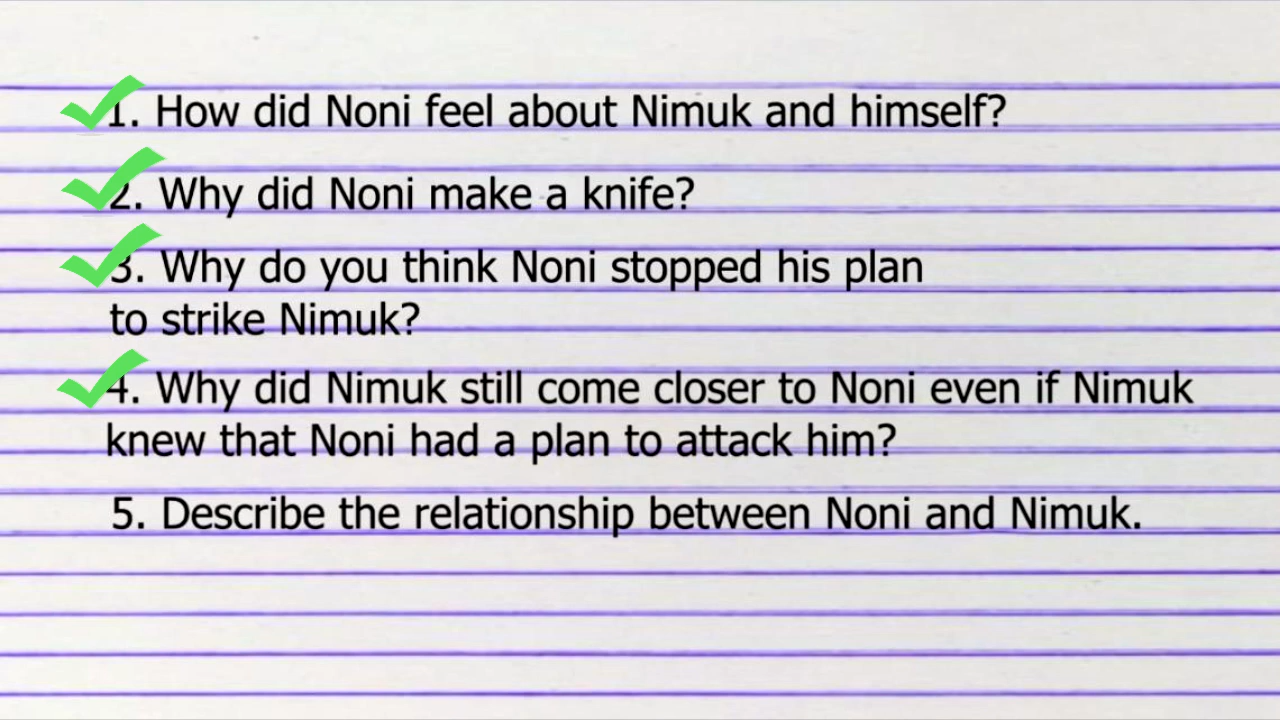 1. How did Noni feel about Nimuk and himself?
2. Why did Noni make a knife?
3. Why do you think Noni stopped his plan
to strike Nimuk?
4. Why did Nimuk still come closer to Noni even if Nimuk
knew that Noni had a plan to attack him?
5. Describe the relationship between Noni and Nimuk.